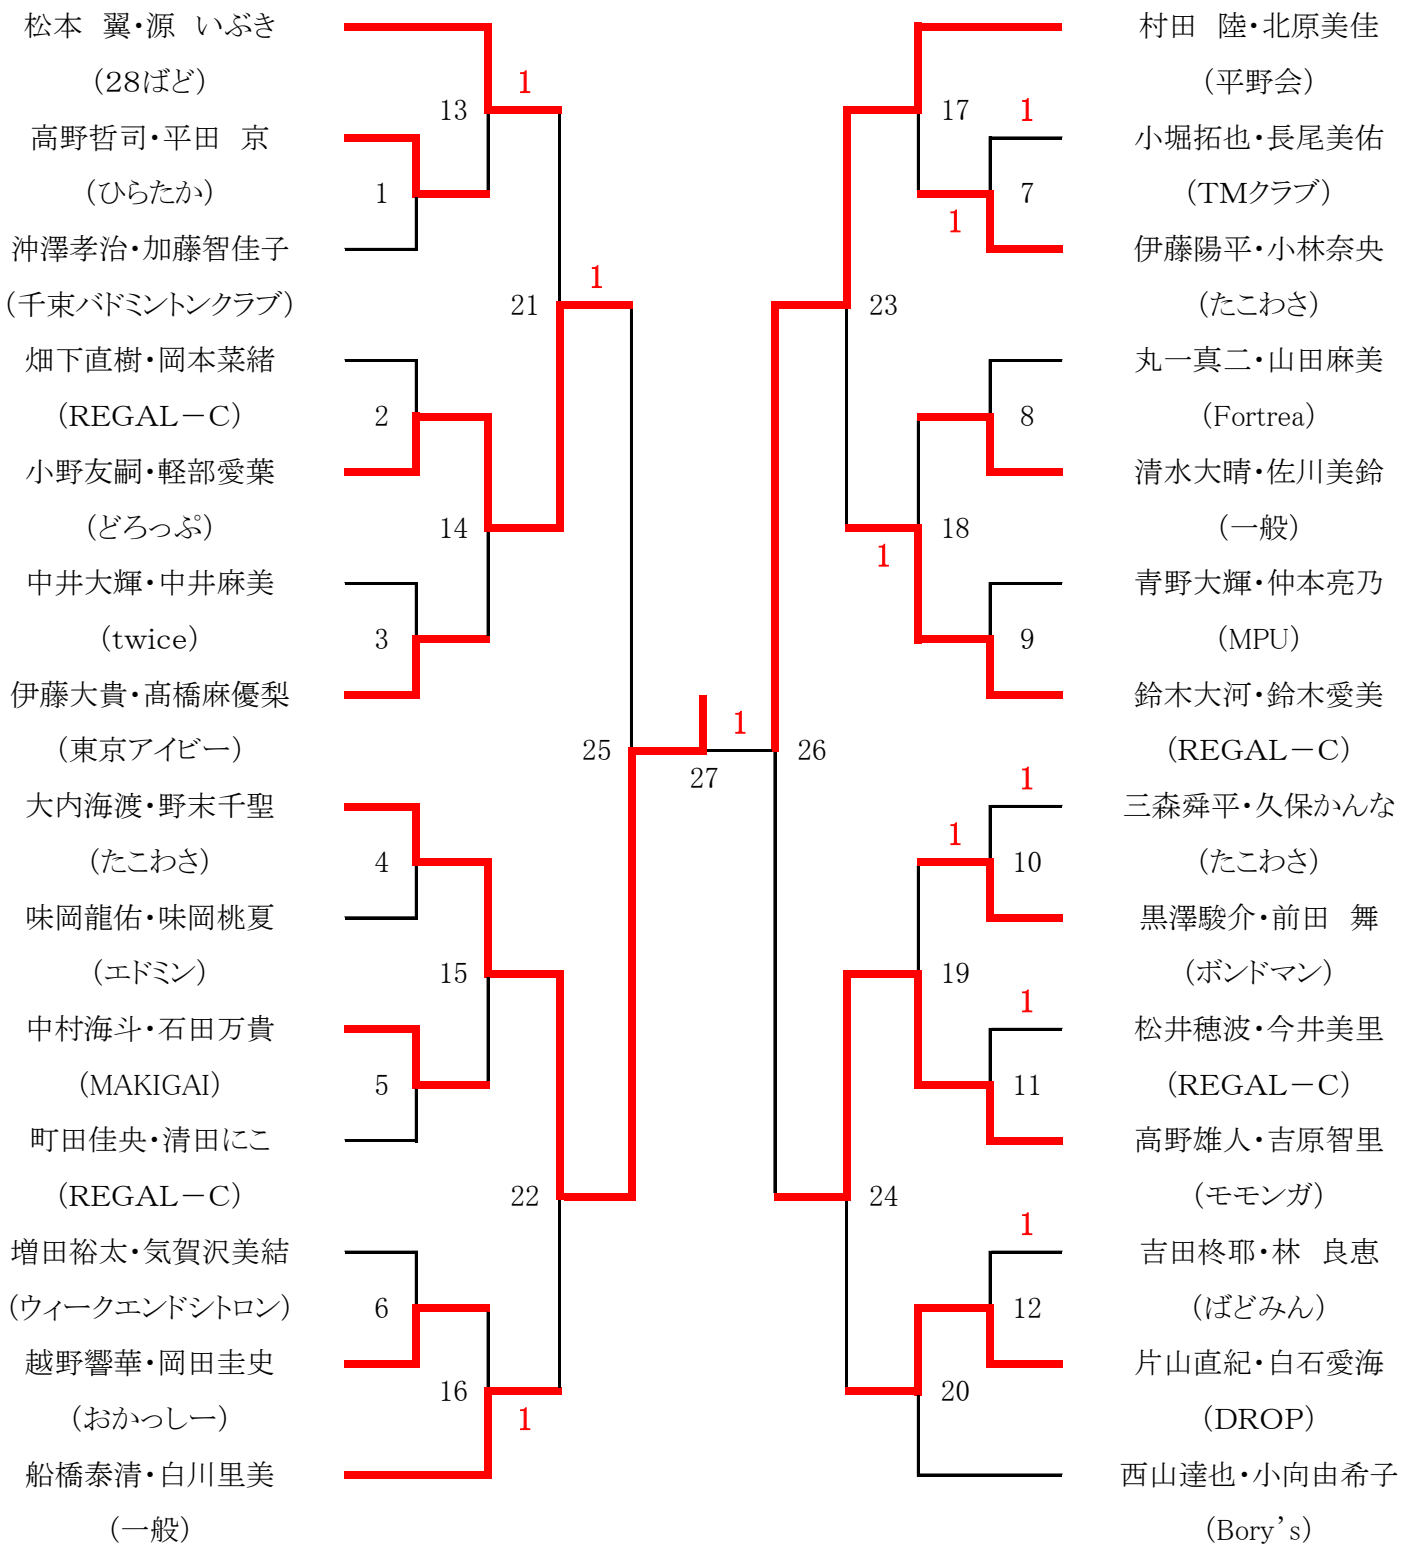 松本　翼・源　いぶき
(28ばど)
高野哲司・平田　京
(ひらたか)
沖澤孝治・加藤智佳子
(千束バドミントンクラブ)
畑下直樹・岡本菜緒
(REGAL－C)
小野友嗣・軽部愛葉
(どろっぷ)
中井大輝・中井麻美
(twice)
伊藤大貴・髙橋麻優梨
(東京アイビー)
大内海渡・野末千聖
(たこわさ)
味岡龍佑・味岡桃夏
(エドミン)
中村海斗・石田万貴
(MAKIGAI)
町田佳央・清田にこ
(REGAL－C)
増田裕太・気賀沢美結
(ウィークエンドシトロン)
越野響華・岡田圭史
(おかっしー)
船橋泰清・白川里美
(一般)
1
2
3
4
5
6
13
1
14
15
16
1
21
1
22
25
27
1
26
23
24
17
1
18
1
1
19
20
1
7
8
9
1
10
1
11
1
12
村田　陸・北原美佳
(平野会)
小堀拓也・長尾美佑
(TMクラブ)
伊藤陽平・小林奈央
(たこわさ)
丸一真二・山田麻美
(Fortrea)
清水大晴・佐川美鈴
(一般)
青野大輝・仲本亮乃
(MPU)
鈴木大河・鈴木愛美
(REGAL－C)
三森舜平・久保かんな
(たこわさ)
黒澤駿介・前田　舞
(ボンドマン)
松井穂波・今井美里
(REGAL－C)
高野雄人・吉原智里
(モモンガ)
吉田柊耶・林　良恵
(ばどみん)
片山直紀・白石愛海
(DROP)
西山達也・小向由希子
(Bory’s)